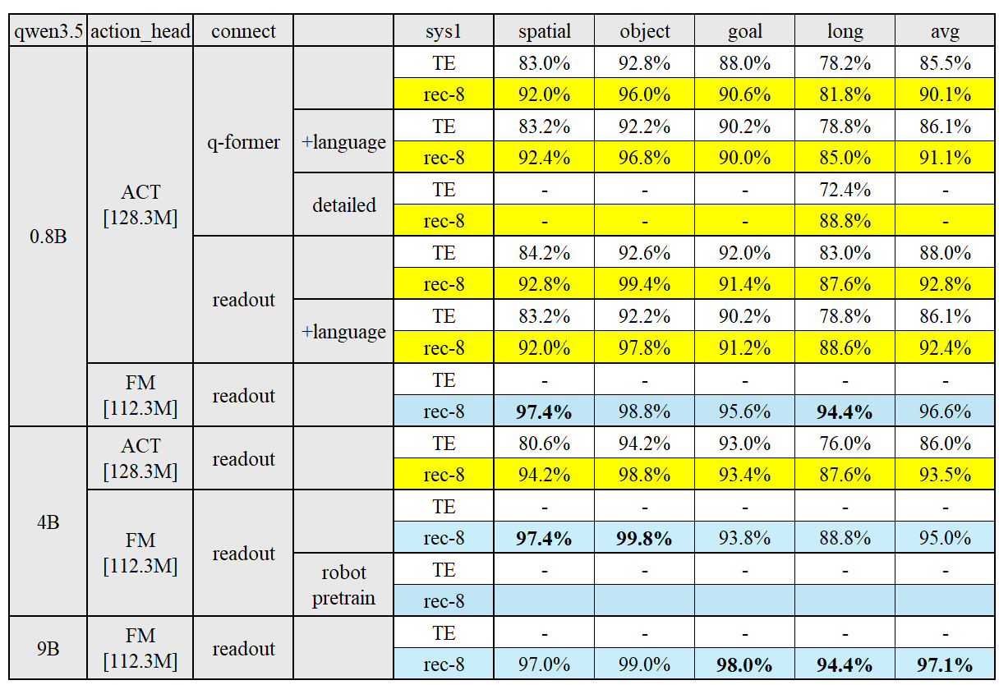 qwen3.5 action_head connect sys1 spatial object goal long avg
0.8B
ACT
[128.3M]
q-former
TE 83.0% 92.8% 88.0% 78.2% 85.5%
rec-8 92.0% 96.0% 90.6% 81.8% 90.1%
+language
TE 83.2% 92.2% 90.2% 78.8% 86.1%
rec-8 92.4% 96.8% 90.0% 85.0% 91.1%
detailed
TE - - - 72.4% -
rec-8 - - - 88.8% -
readout
TE 84.2% 92.6% 92.0% 83.0% 88.0%
rec-8 92.8% 99.4% 91.4% 87.6% 92.8%
+language
TE 83.2% 92.2% 90.2% 78.8% 86.1%
rec-8 92.0% 97.8% 91.2% 88.6% 92.4%
FM
[112.3M]
readout
TE - - - - -
rec-8 97.4% 98.8% 95.6% 94.4% 96.6%
4B
ACT
[128.3M]
readout
TE 80.6% 94.2% 93.0% 76.0% 86.0%
rec-8 94.2% 98.8% 93.4% 87.6% 93.5%
FM
[112.3M]
readout
TE - - - - -
rec-8 97.4% 99.8% 93.8% 88.8% 95.0%
robot
pretrain
TE - - - - -
rec-8
9B
FM
[112.3M]
readout
TE - - - - -
rec-8 97.0% 99.0% 98.0% 94.4% 97.1%